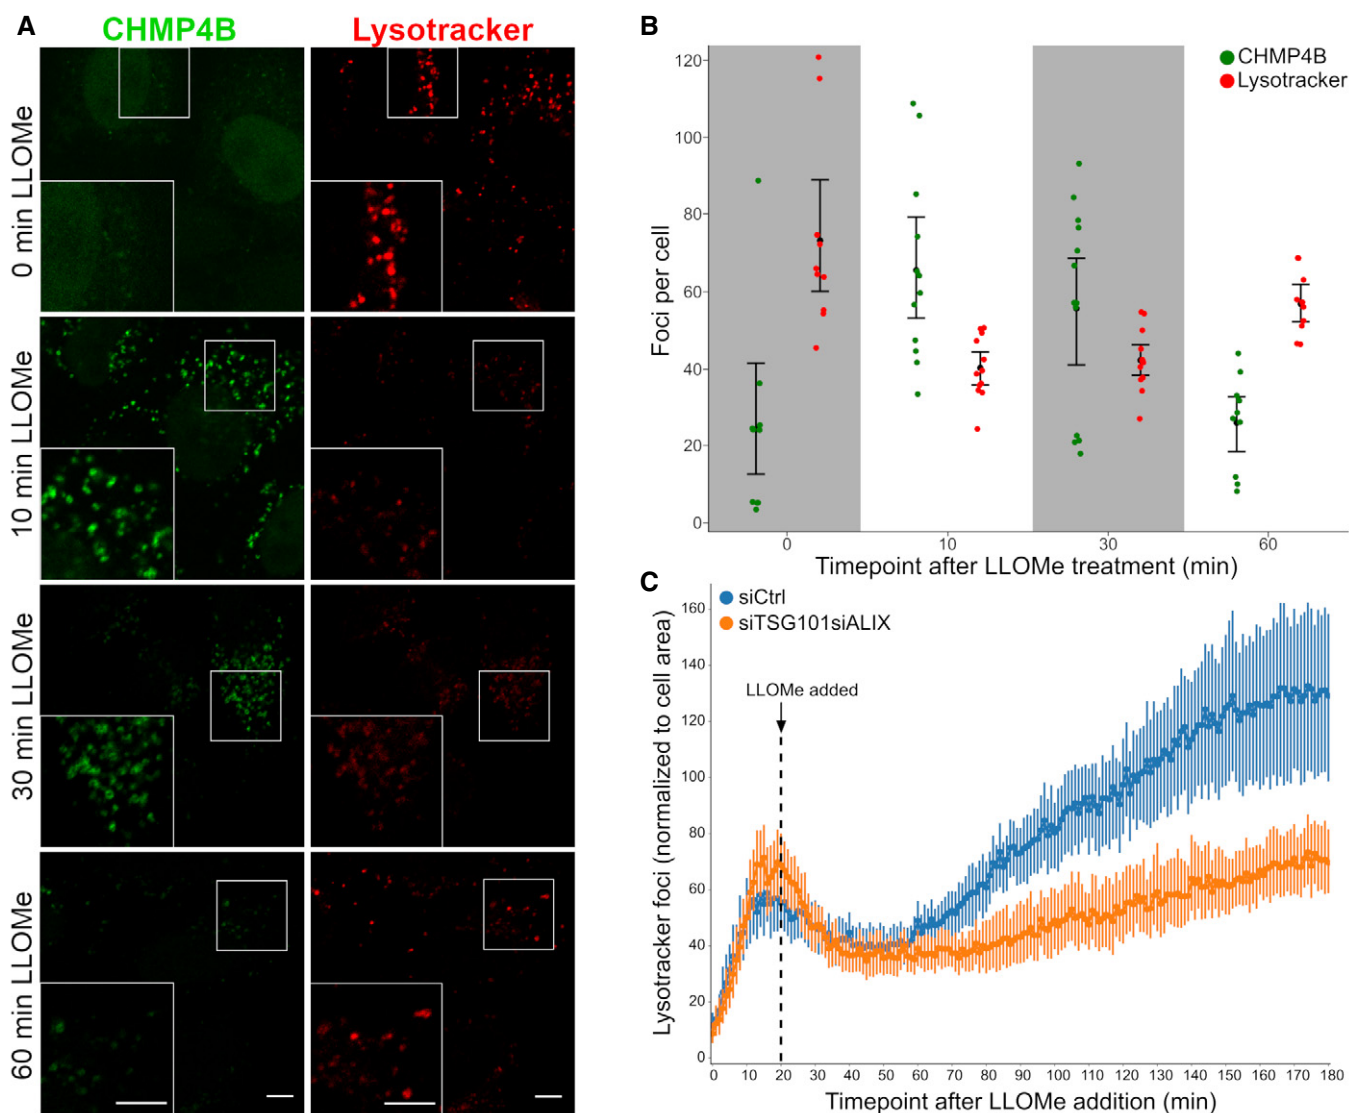 A
CHMP4B
Lysotracker
0 min LLOMe
10 min LLOMe
30 min LLOMe
60 min LLOMe
B
CHMP4B
Lysotracker
Foci per cell
120
100
80
60
40
20
0
0 10 30 60
Timepoint after LLOMe treatment (min)
C
siCtrl
siTSG101siALIX
LLOMe added
Lysotracker foci (normalized to cell area)
160
140
120
100
80
60
40
20
0
0 10 20 30 40 50 60 70 80 90 100 110 120 130 140 150 160 170 180
Timepoint after LLOMe addition (min)